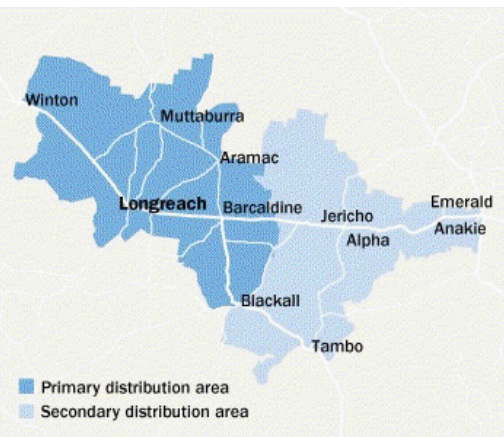 Winton
Muttaburra
Aramac
Longreach
Barcaldine
Jericho
Emerald
Alpha
Anakie
Blackall
Tambo
Primary distribution area
Secondary distribution area